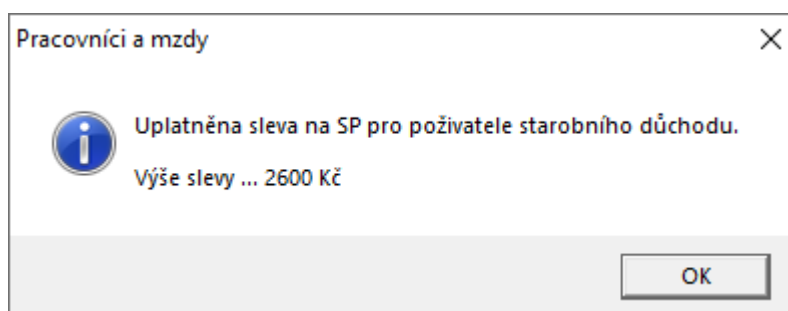 Pracovníci a mzdy
Uplatněna sleva na SP pro poživatele starobního důchodu.
Výše slevy ... 2600 Kč
OK